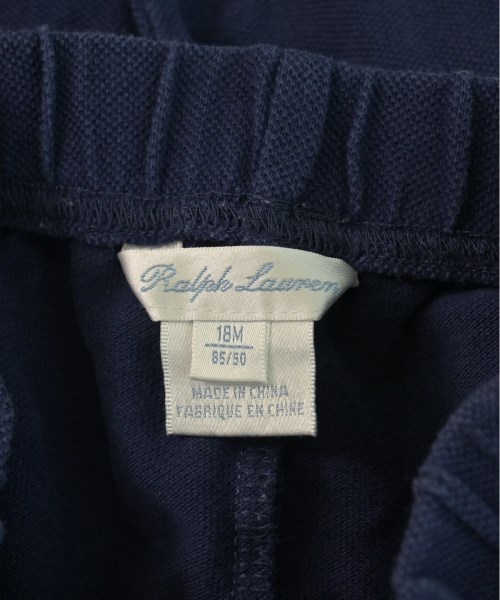 Ralph Lauren
18M
85/50
MADE IN CHINA
FABRIQUE EN CHINE